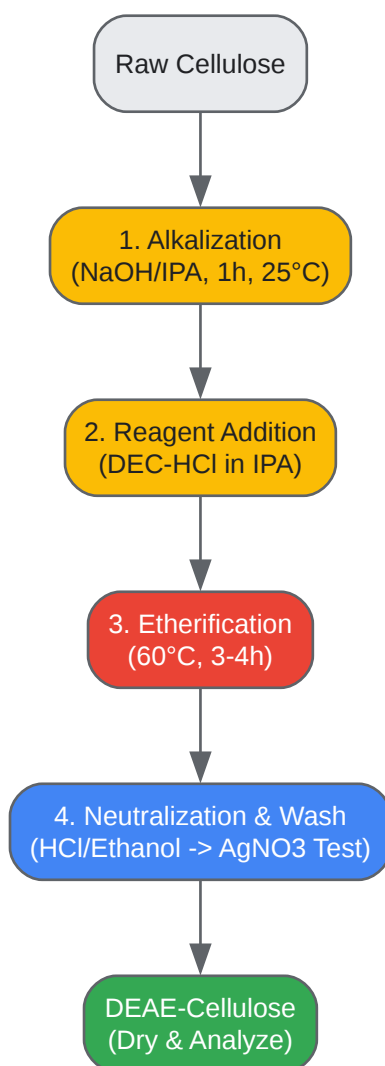 Raw Cellulose
1. Alkalization
(NaOH/IPA, 1h, 25°C)
2. Reagent Addition
(DEC-HCl in IPA)
3. Etherification
(60°C, 3-4h)
4. Neutralization & Wash
(HCl/Ethanol -> AgNO3 Test)
DEAE-Cellulose
(Dry & Analyze)